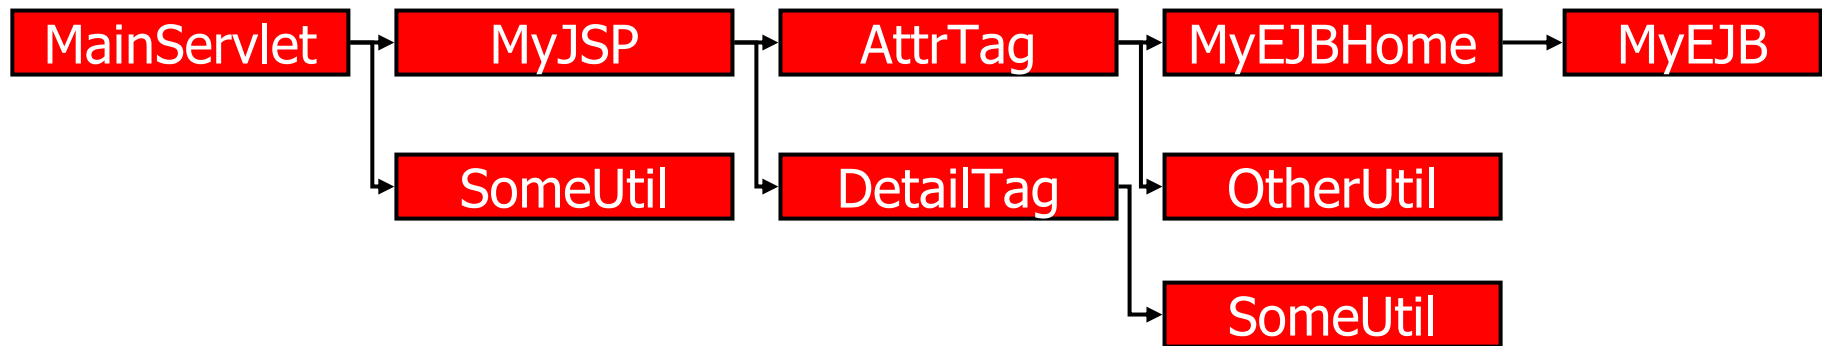 MainServlet
MyJSP
AttrTag
MyEJBHome
MyEJB
SomeUtil
DetailTag
OtherUtil
SomeUtil